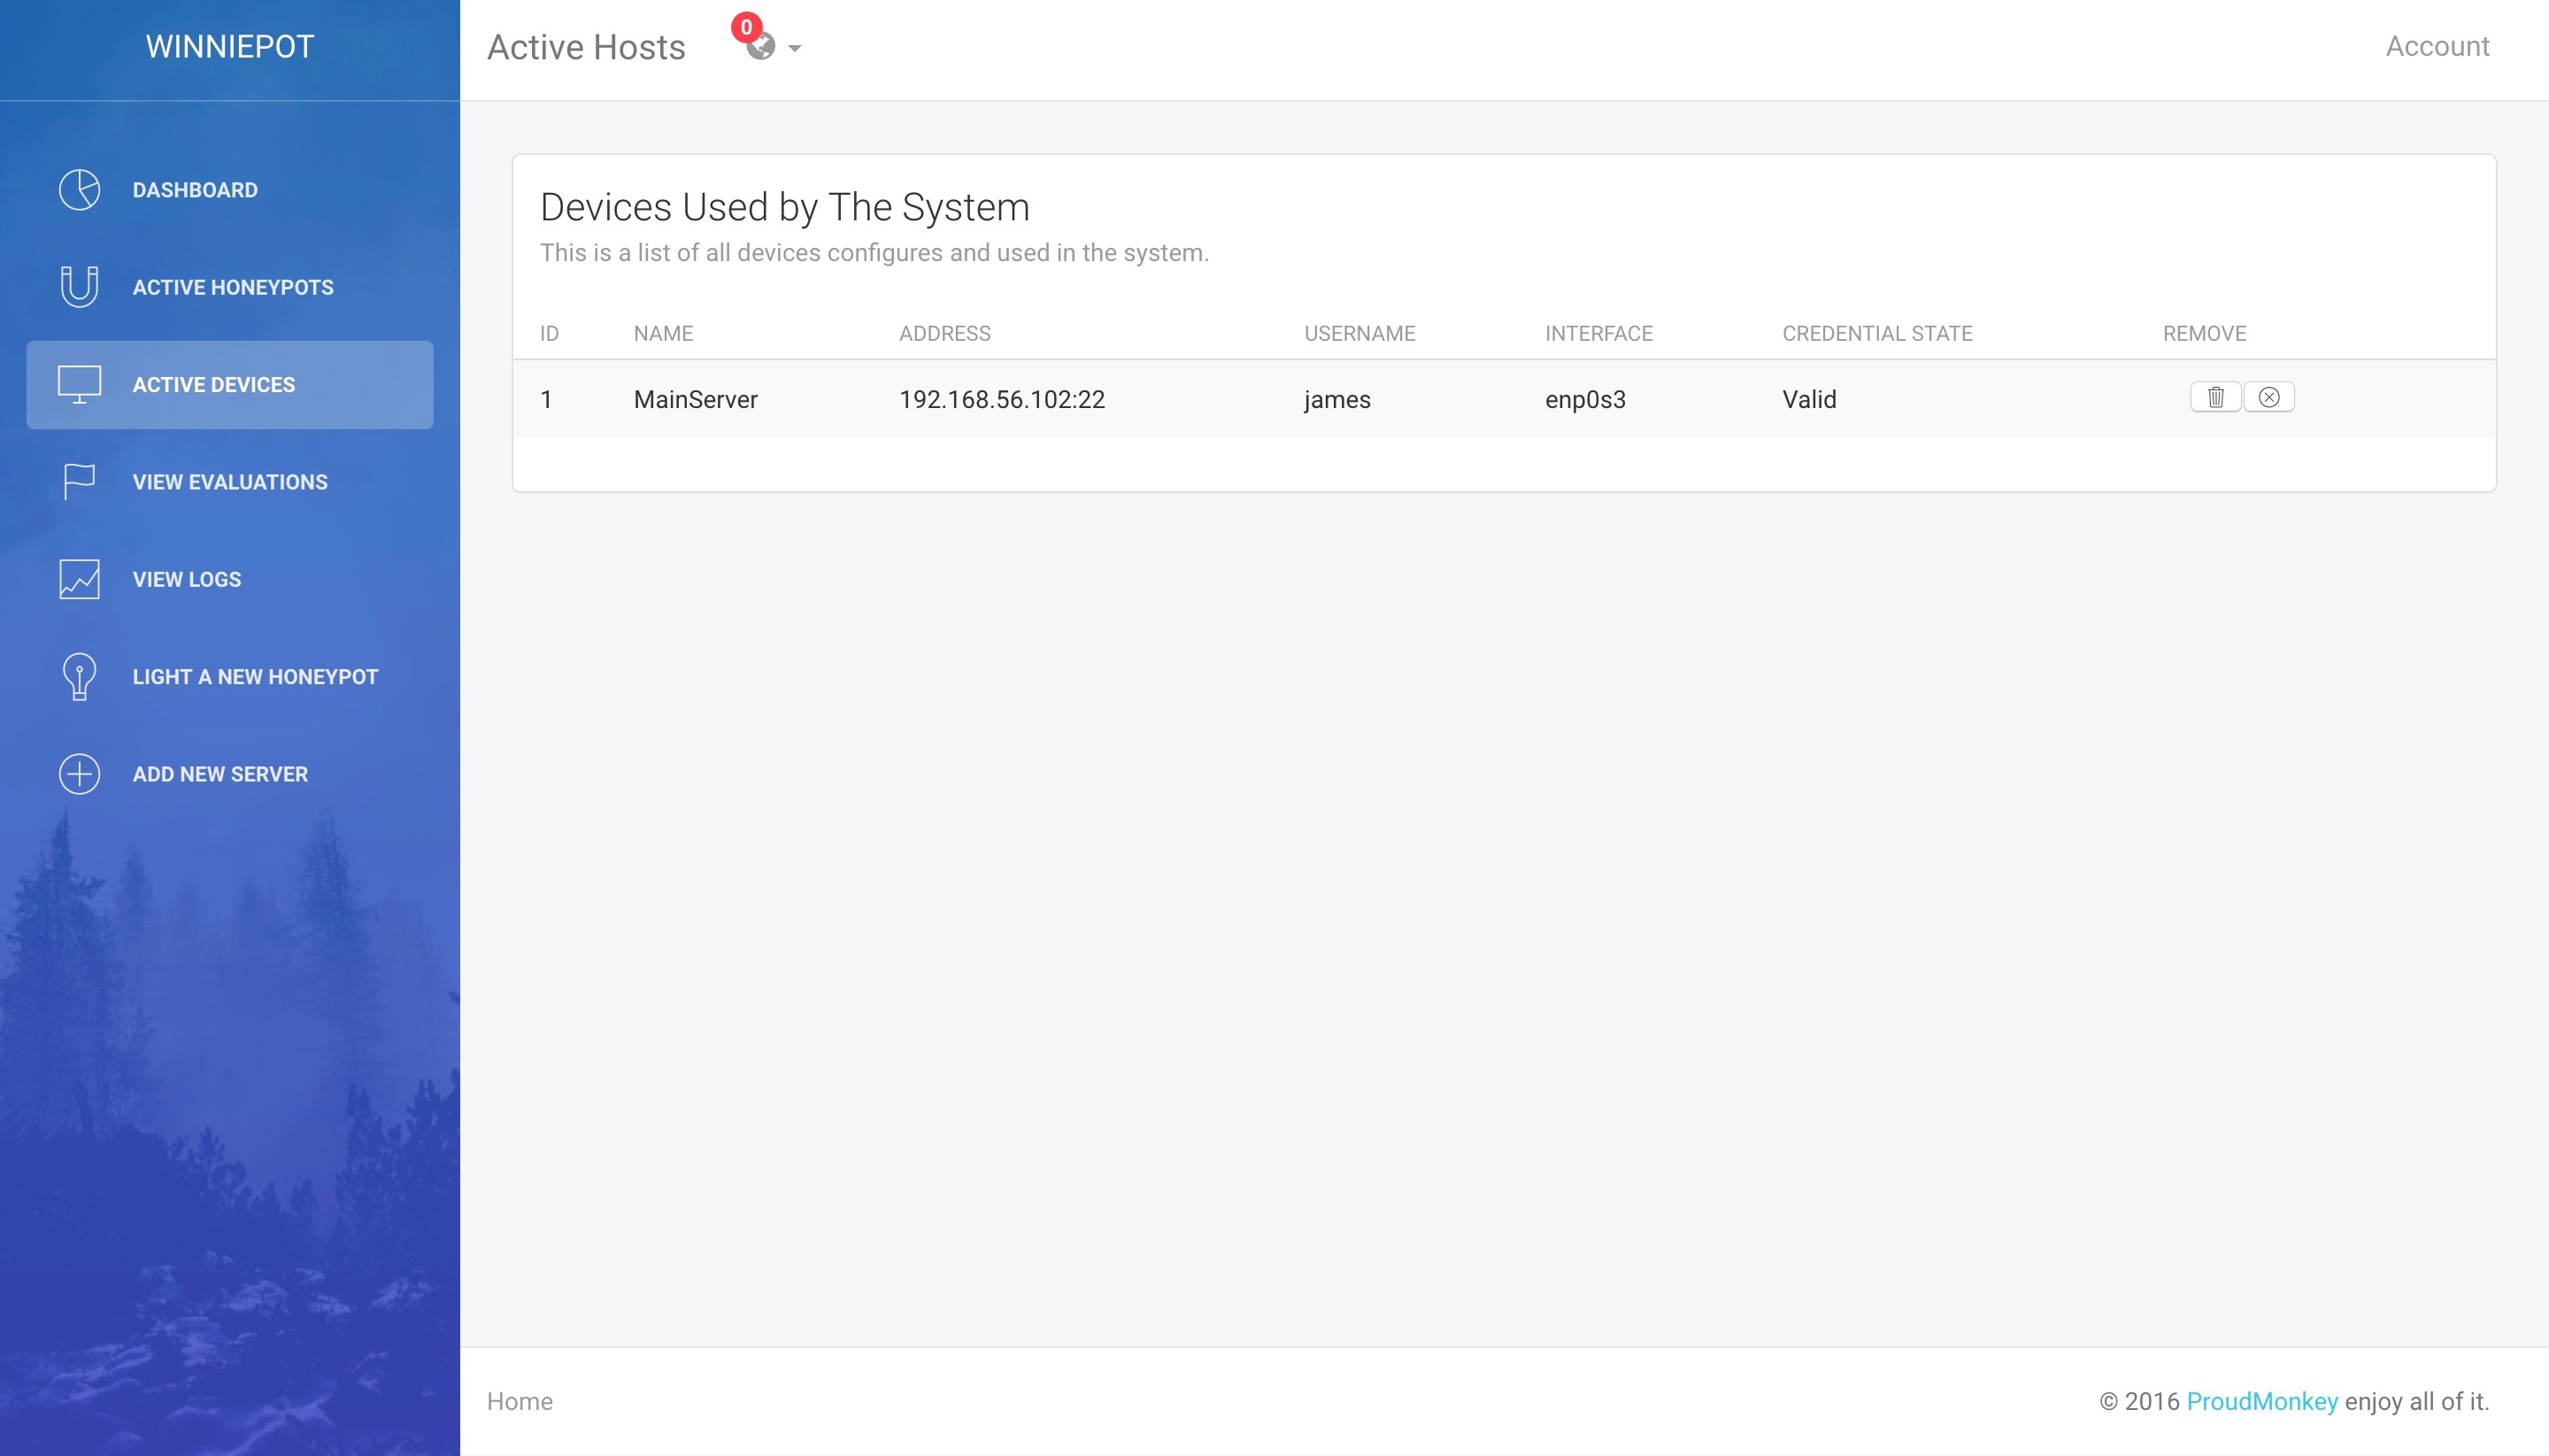 WINNIEPOT
DASHBOARD
ACTIVE HONEYPOTS
ACTIVE DEVICES
VIEW EVALUATIONS
VIEW LOGS
LIGHT A NEW HONEYPOT
ADD NEW SERVER
Active Hosts 0 Account
Devices Used by The System
This is a list of all devices configures and used in the system.
ID NAME ADDRESS USERNAME INTERFACE CREDENTIAL STATE REMOVE
1 MainServer 192.168.56.102:22 james enp0s3 Valid
Home © 2016 ProudMonkey enjoy all of it.